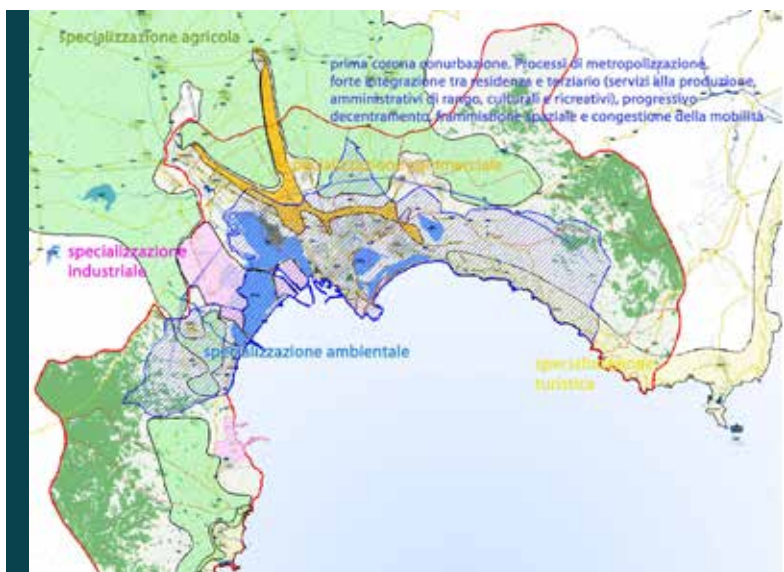 specializzazione agricola
prima corona conurbazione. Processi di metropolizzazione,
forte integrazione tra residenza e terziario (servizi alla produzione,
amministrativi di rango, culturali e ricreativi), progressivo
decentramento, frammistione spaziale e congestione della mobilità
specializzazione commerciale
specializzazione
industriale
specializzazione ambientale
specializzazione
turistica